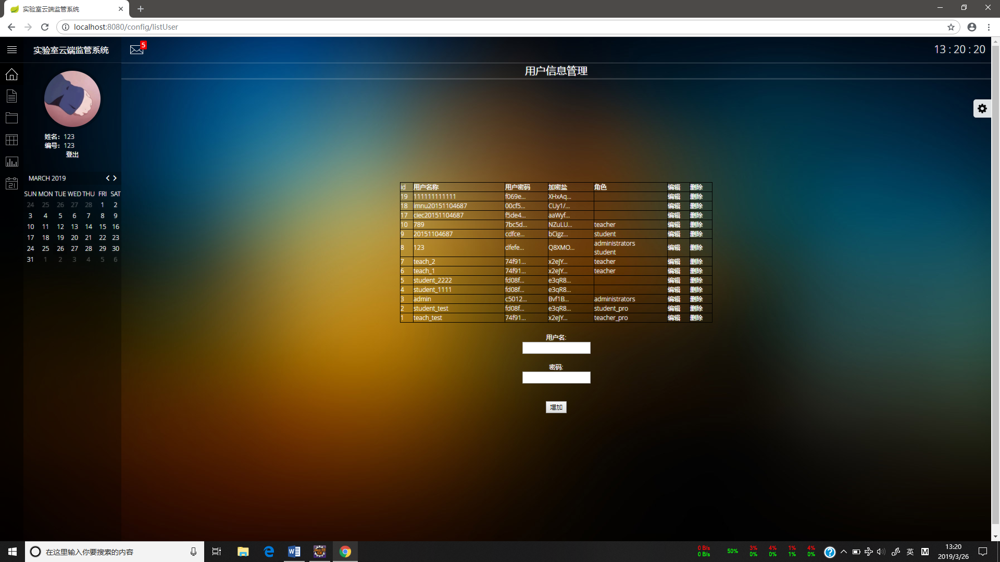 实验室云端监管系统
localhost:8080/config/listUser
实验室云端监管系统
5
13 : 20 : 20
用户信息管理
姓名：123
编号：123
登出
MARCH 2019
SUN MON TUE WED THU FRI SAT
24 25 26 27 28 1 2
3 4 5 6 7 8 9
10 11 12 13 14 15 16
17 18 19 20 21 22 23
24 25 26 27 28 29 30
31 1 2 3 4 5 6
21
id 用户名称 用户密码 加密盐 角色 编辑 删除
19 111111111111 f069e... XHxAq... 编辑 删除
18 imnu20151104687 00cf5... CUy1/... 编辑 删除
17 ciec20151104687 f5de4... aaWyf... 编辑 删除
10 789 7bc5d... NZuLU... teacher 编辑 删除
9 20151104687 cdfce... bCIgz... student 编辑 删除
8 123 dfefe... Q8XMO... administrators student 编辑 删除
7 teach_2 74f91... x2eJY... teacher 编辑 删除
6 teach_1 74f91... x2eJY... teacher 编辑 删除
5 student_2222 fd08f... e3qR8... 编辑 删除
4 student_1111 fd08f... e3qR8... 编辑 删除
3 admin c5012... Bvf1B... administrators 编辑 删除
2 student_test fd08f... e3qR8... student_pro 编辑 删除
1 teach_test 74f91... x2eJY... teacher_pro 编辑 删除
用户名:
密码:
增加
在这里输入你要搜索的内容
0 B/s 50% 3% 4% 1% 4%
0 B/s 0% 0% 1% 0%
英 M
13:20
2019/3/26